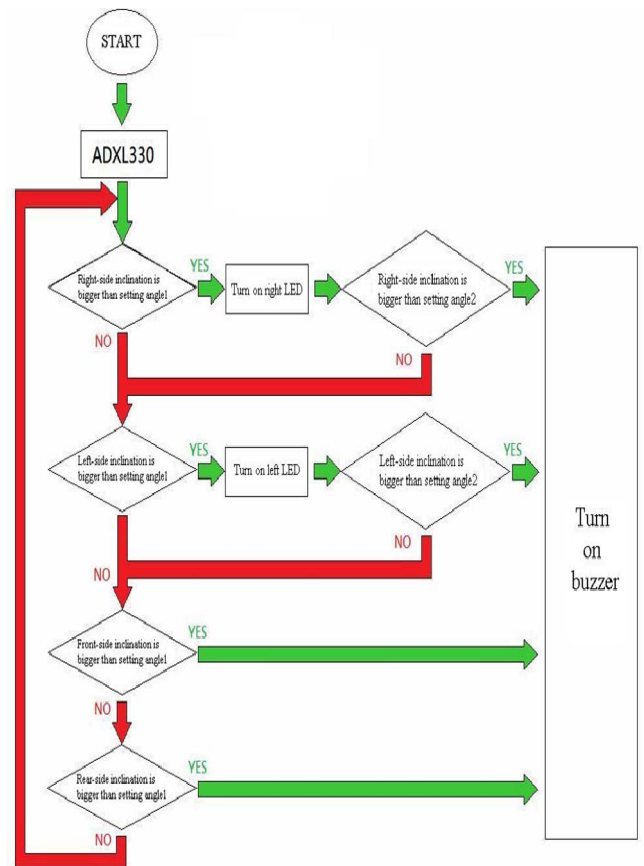 START
ADXL330
Right-side inclination is
bigger than setting angle1
YES
Turn on right LED
Right-side inclination is
bigger than setting angle2
YES
NO
NO
Left-side inclination is
bigger than setting angle1
YES
Turn on left LED
Left-side inclination is
bigger than setting angle2
YES
NO
NO
Turn
on
buzzer
Front-side inclination is
bigger than setting angle1
YES
NO
Rear-side inclination is
bigger than setting angle1
YES
NO